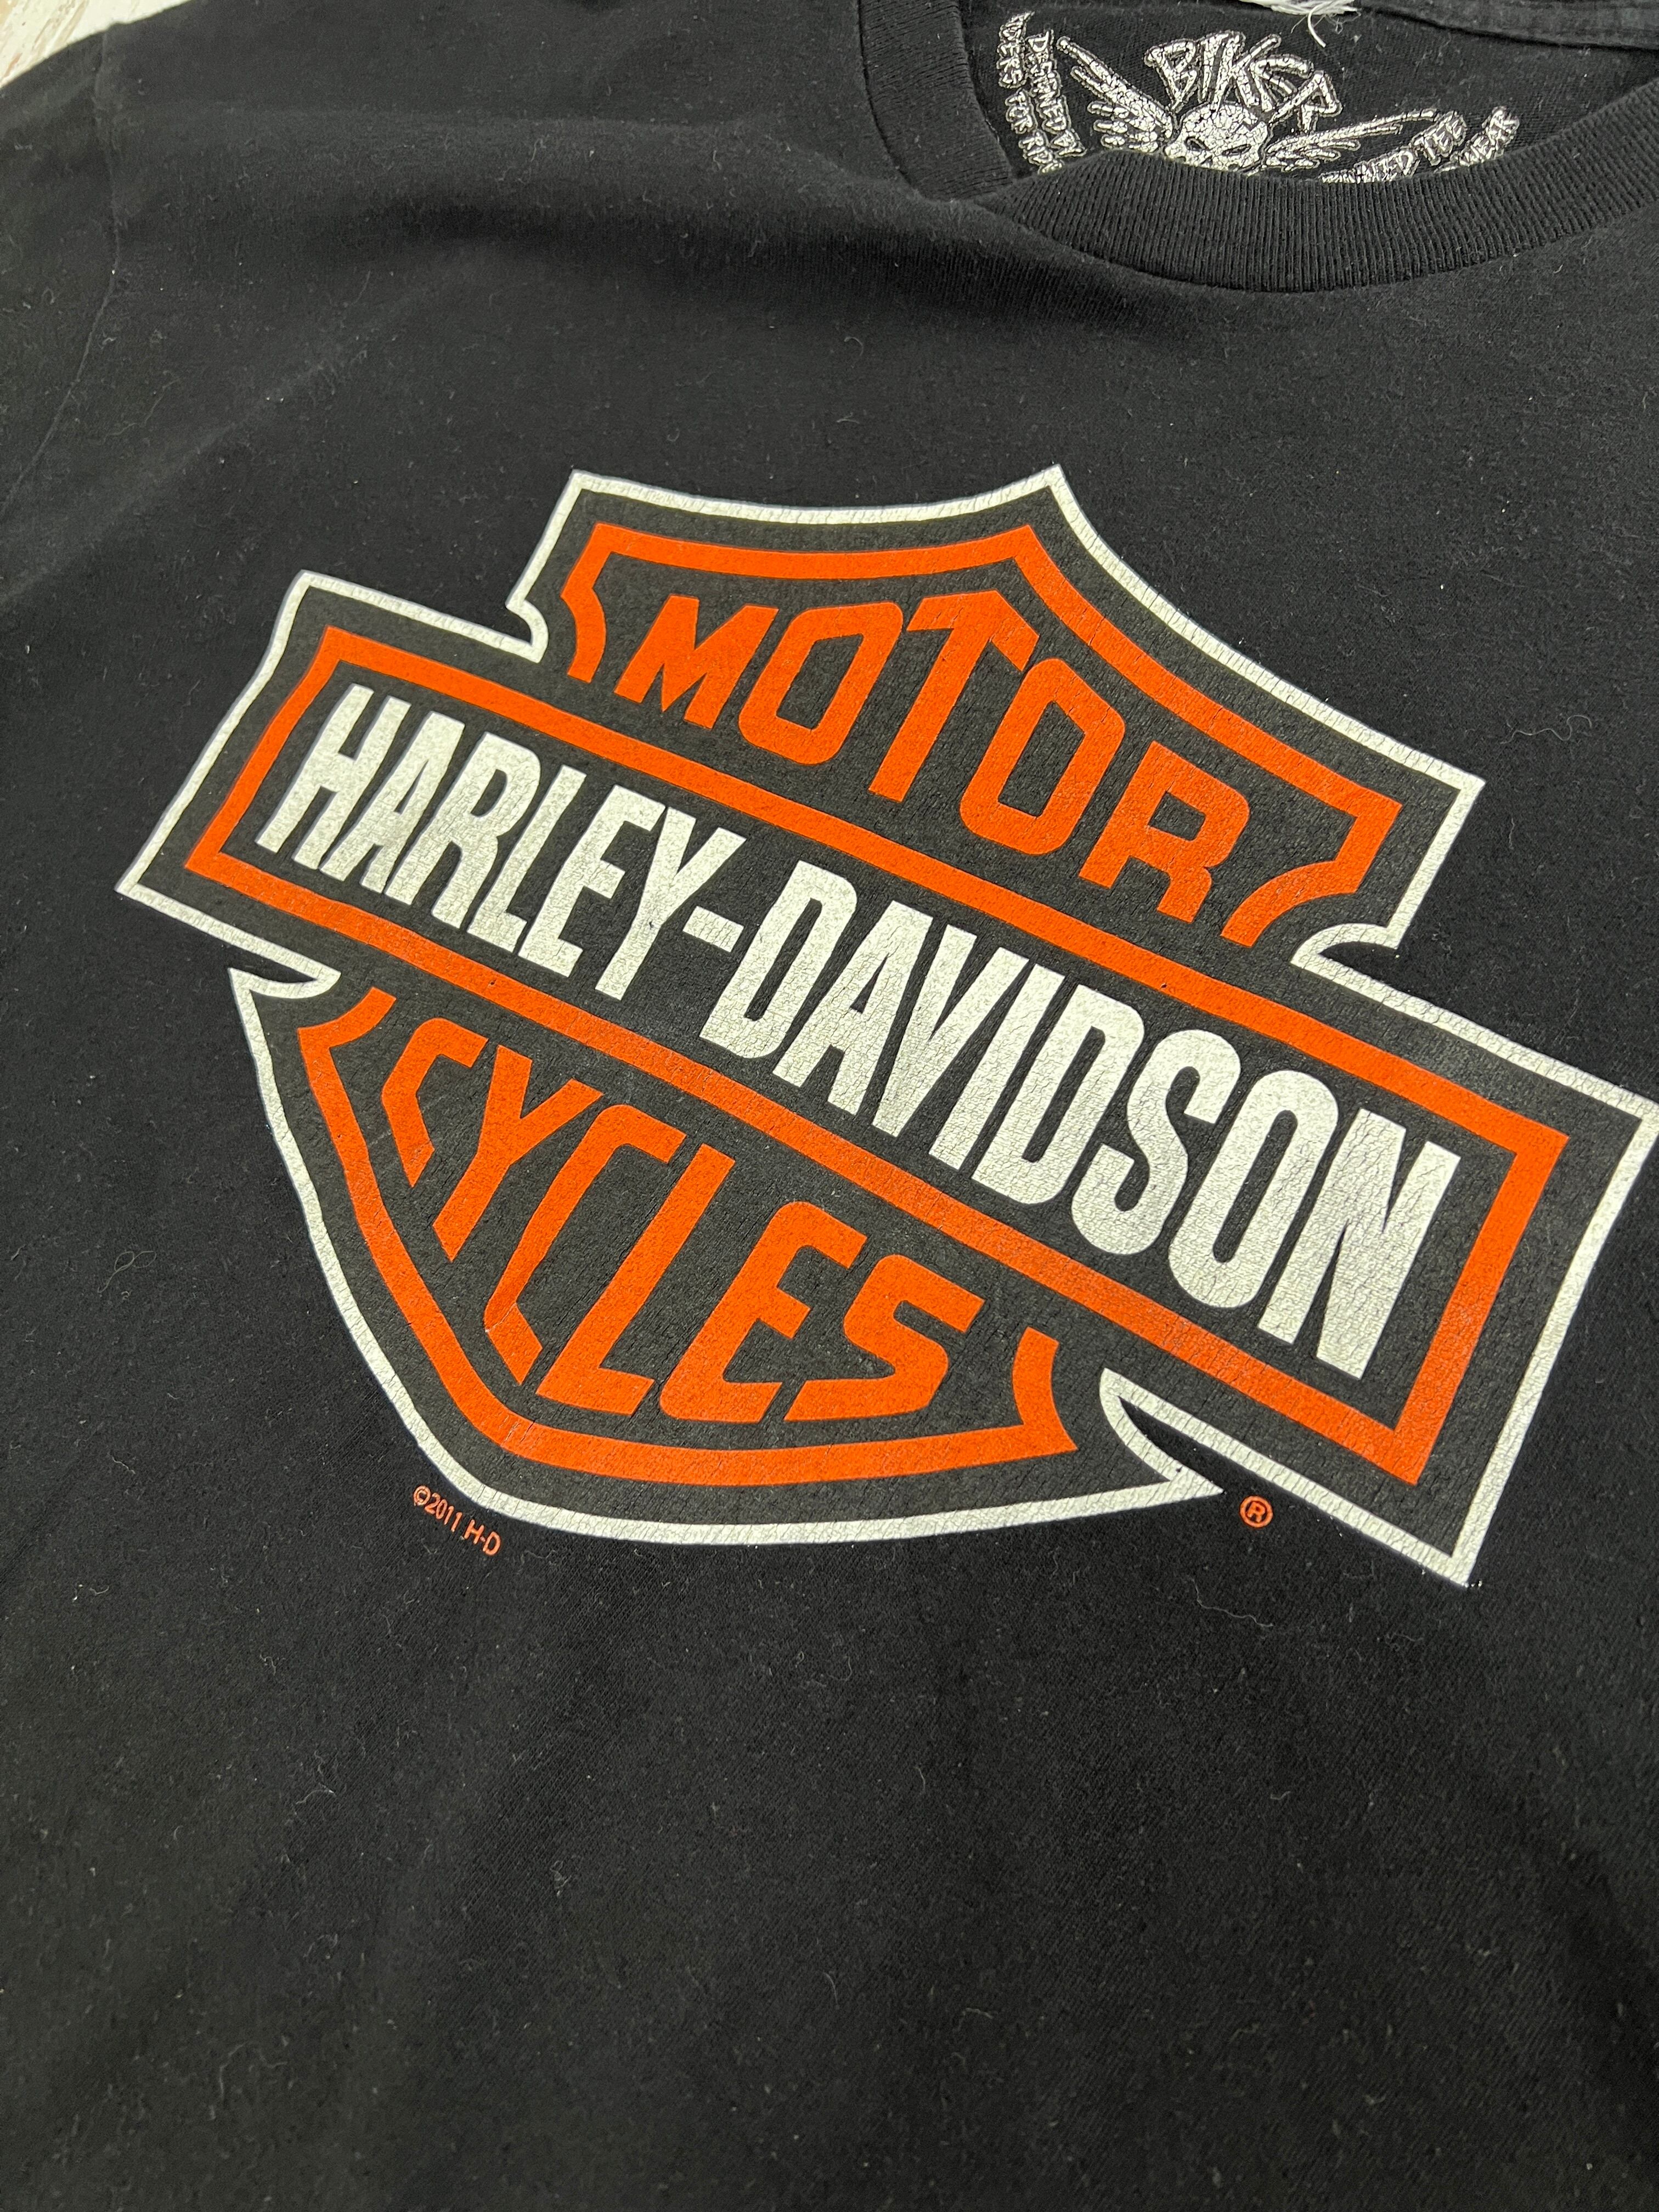 BIKER
MOTOR
HARLEY-DAVIDSON
CYCLES
©2011 H-D
®